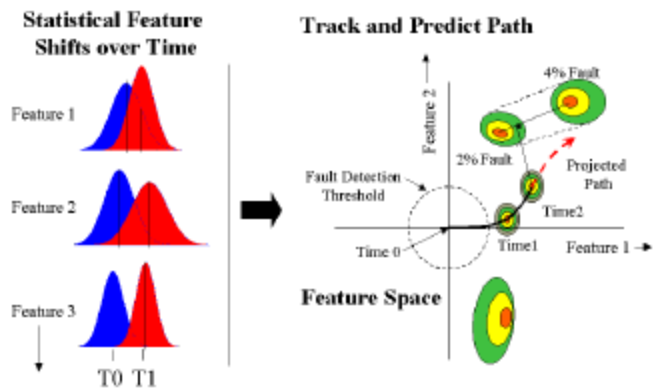 Statistical Feature
Shifts over Time
Feature 1
Feature 2
Feature 3
T0 T1
Track and Predict Path
Feature 2
4% Fault
2% Fault
Fault Detection
Threshold
Projected
Path
Time2
Time 0
Time1
Feature 1
Feature Space